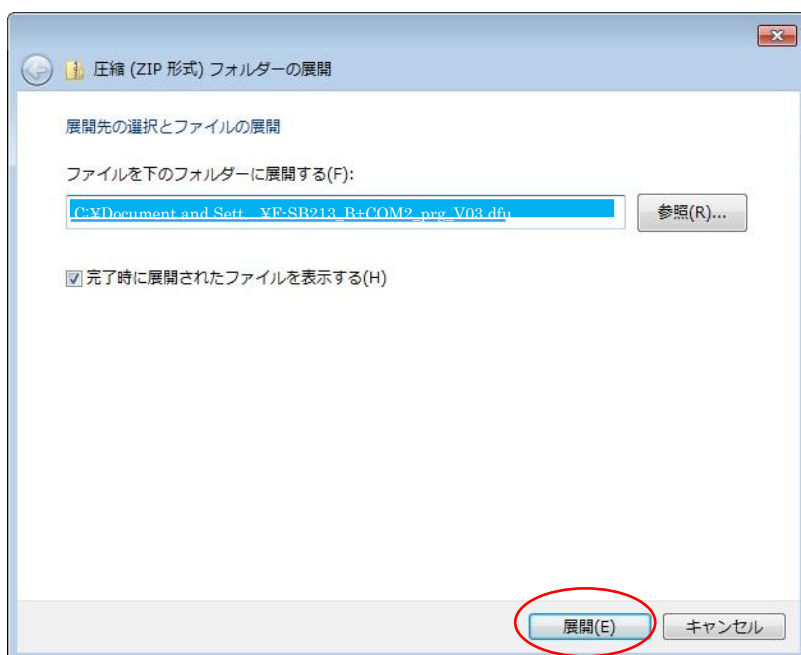 圧縮 (ZIP 形式) フォルダーの展開
展開先の選択とファイルの展開
ファイルを下のフォルダーに展開する(F):
C:¥Document and Sett ¥F-SB213_B+COM2_prg_V03.dfu
参照(R)...
完了時に展開されたファイルを表示する(H)
展開(E)
キャンセル